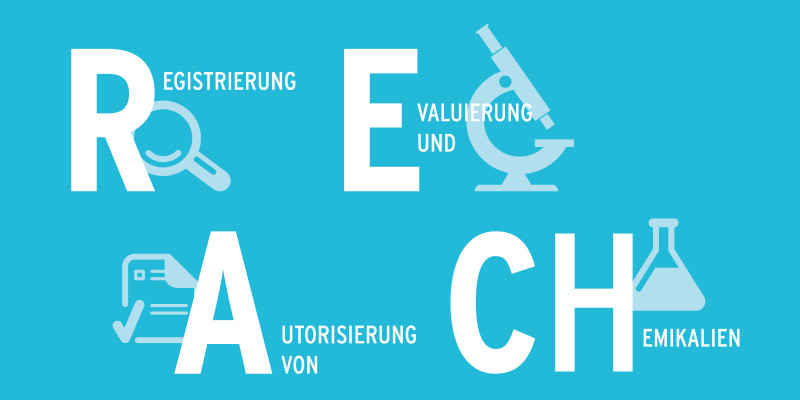 REGISTRIERUNG
EVALUIERUNG
UND
AUTORISIERUNG
VON
CHEMIKALIEN